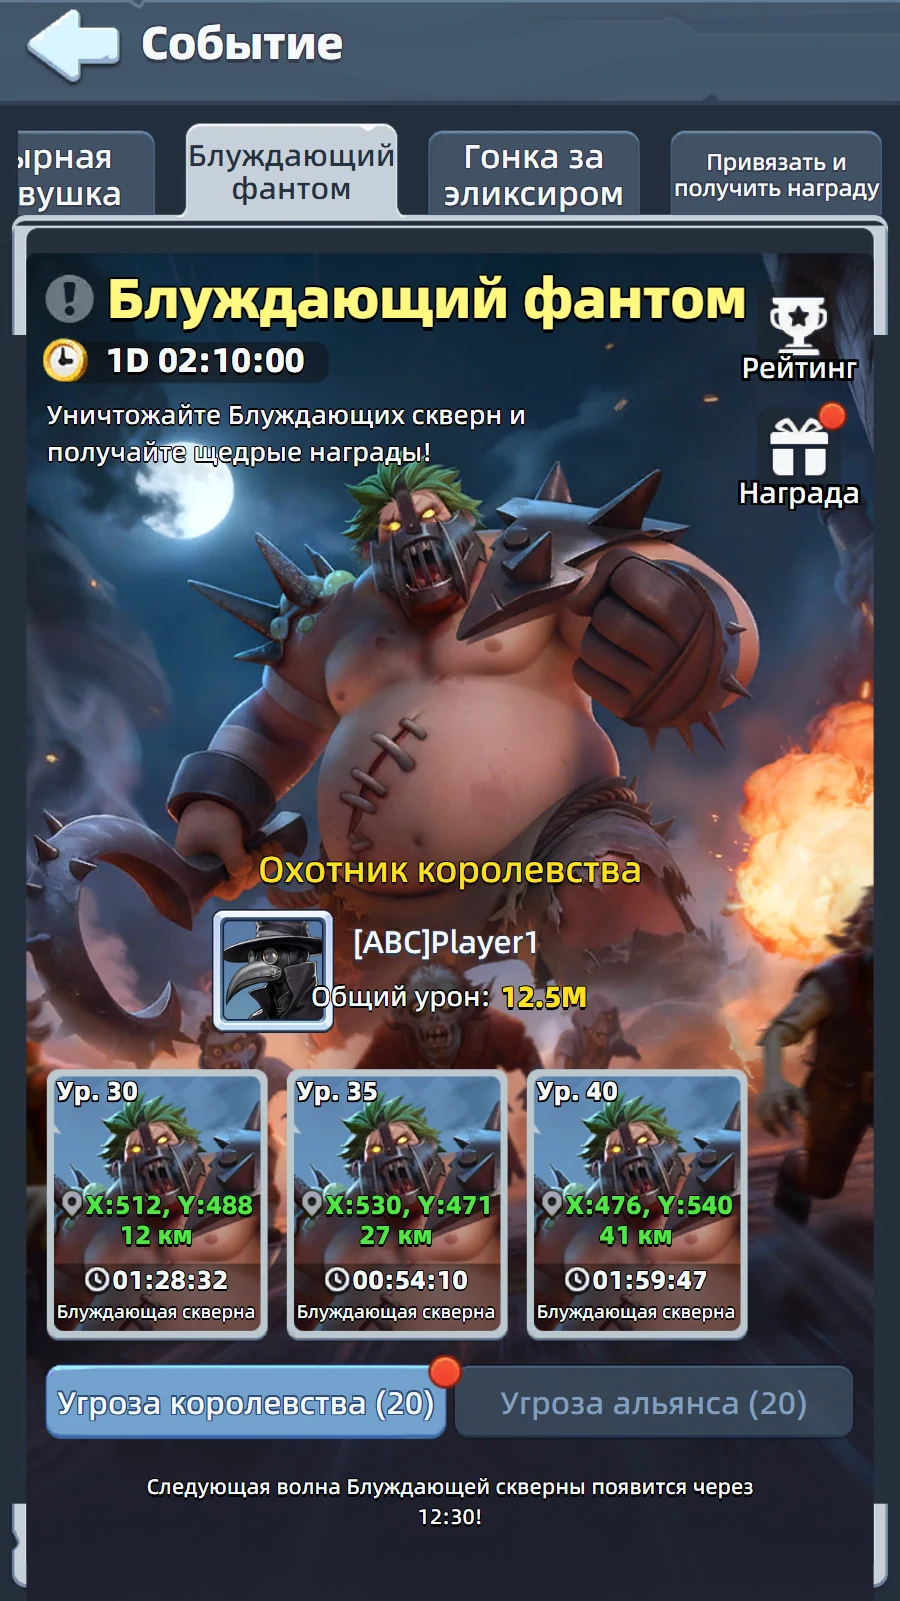 Событие
ырная
вушка
Блуждающий
фантом
Гонка за
эликсиром
Привязать и
получить награду
Блуждающий фантом
1D 02:10:00
Рейтинг
Уничтожайте Блуждающих скверн и
получайте щедрые награды!
Награда
Охотник королевства
[ABC]Player1
Общий урон: 12.5M
Ур. 30
X:512, Y:488
12 км
01:28:32
Блуждающая скверна
Ур. 35
X:530, Y:471
27 км
00:54:10
Блуждающая скверна
Ур. 40
X:476, Y:540
41 км
01:59:47
Блуждающая скверна
Угроза королевства (20)
Угроза альянса (20)
Следующая волна Блуждающей скверны появится через
12:30!